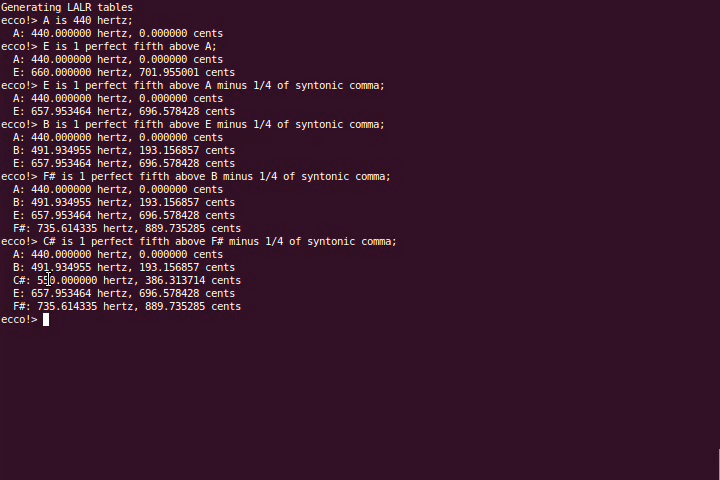 Generating LALR tables
ecco!> A is 440 hertz;
  A: 440.000000 hertz, 0.000000 cents
ecco!> E is 1 perfect fifth above A;
  A: 440.000000 hertz, 0.000000 cents
  E: 660.000000 hertz, 701.955001 cents
ecco!> E is 1 perfect fifth above A minus 1/4 of syntonic comma;
  A: 440.000000 hertz, 0.000000 cents
  E: 657.953464 hertz, 696.578428 cents
ecco!> B is 1 perfect fifth above E minus 1/4 of syntonic comma;
  A: 440.000000 hertz, 0.000000 cents
  B: 491.934955 hertz, 193.156857 cents
  E: 657.953464 hertz, 696.578428 cents
ecco!> F# is 1 perfect fifth above B minus 1/4 of syntonic comma;
  A: 440.000000 hertz, 0.000000 cents
  B: 491.934955 hertz, 193.156857 cents
  E: 657.953464 hertz, 696.578428 cents
  F#: 735.614335 hertz, 889.735285 cents
ecco!> C# is 1 perfect fifth above F# minus 1/4 of syntonic comma;
  A: 440.000000 hertz, 0.000000 cents
  B: 491.934955 hertz, 193.156857 cents
  C#: 550.000000 hertz, 386.313714 cents
  E: 657.953464 hertz, 696.578428 cents
  F#: 735.614335 hertz, 889.735285 cents
ecco!>